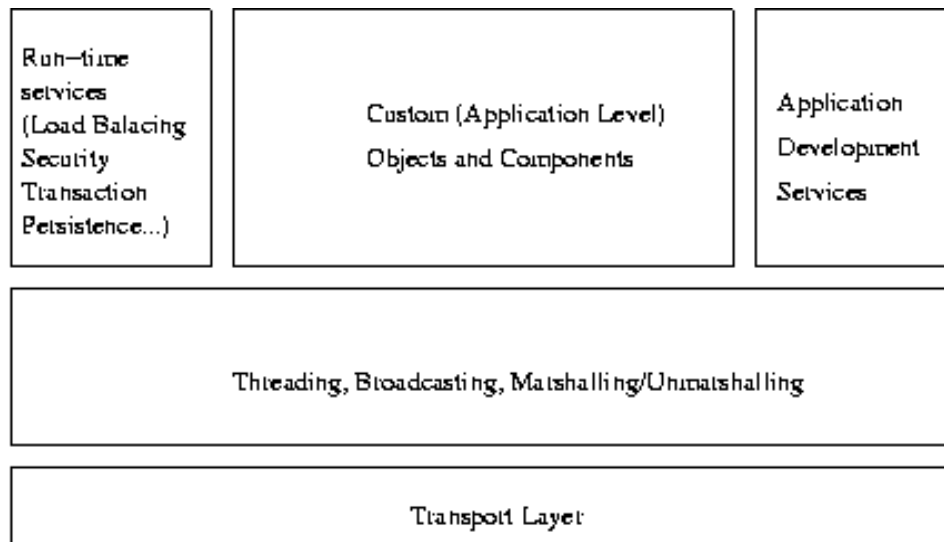 Run-time
services
(Load Balacing
Security
Transaction
Persistence...)
Custom (Application Level)
Objects and Components
Application
Development
Services
Threading, Broadcasting, Marshalling/Unmarshalling
Transport Layer